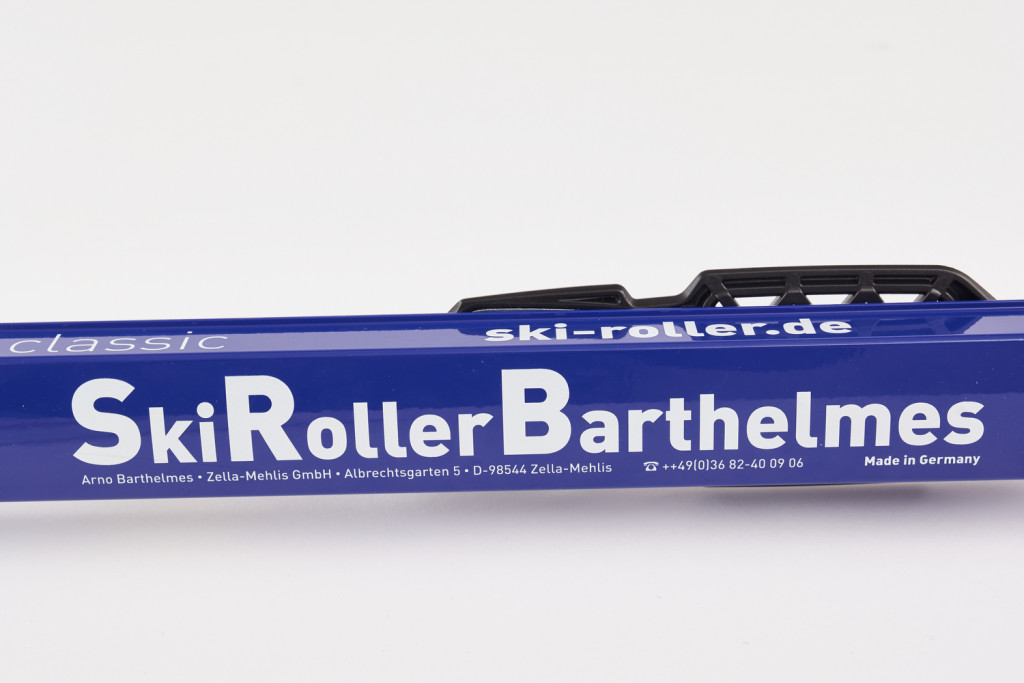 classic
ski-roller.de
SkiRollerBarthelmes
Arno Barthelmes • Zella-Mehlis GmbH • Albrechtsgarten 5 • D-98544 Zella-Mehlis ☎ ++49(0)36 82-40 09 06 Made in Germany